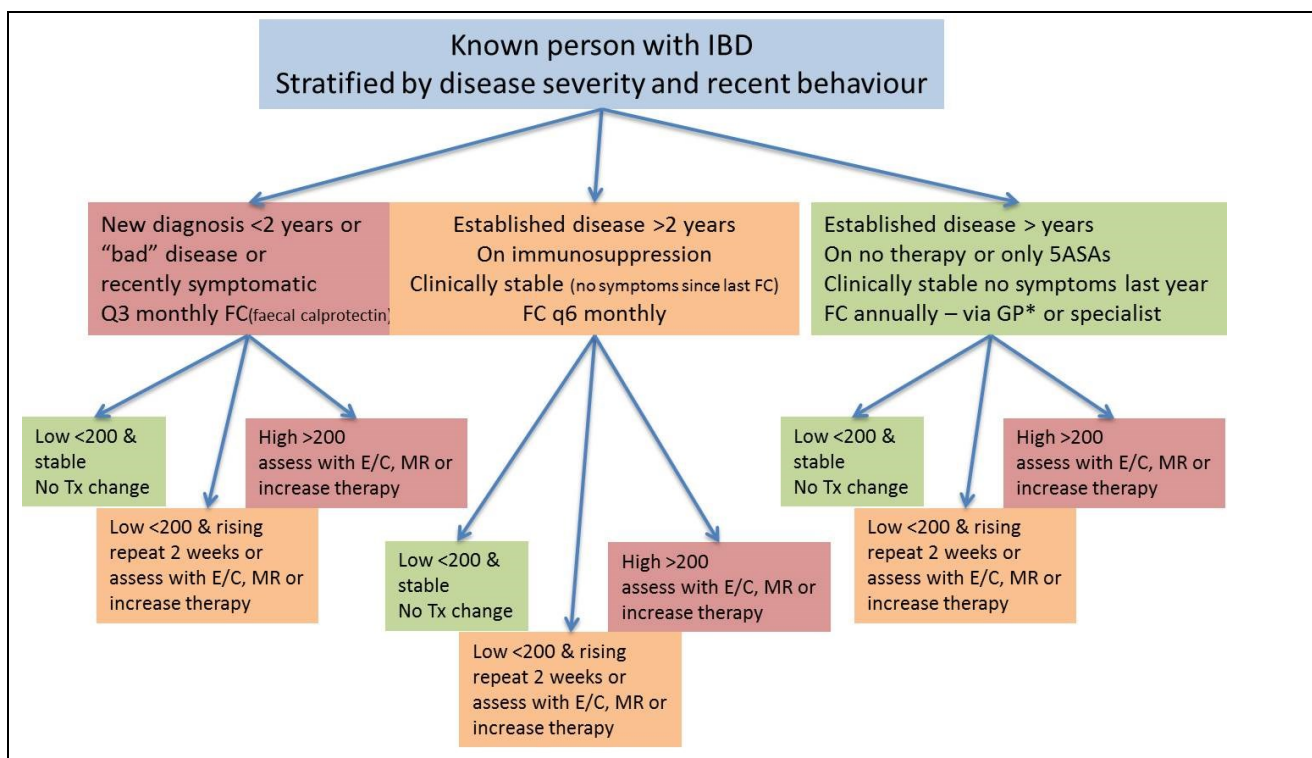 Known person with IBD
Stratified by disease severity and recent behaviour
New diagnosis <2 years or
“bad” disease or
recently symptomatic
Q3 monthly FC(faecal calprotectin)
Established disease >2 years
On immunosuppression
Clinically stable (no symptoms since last FC)
FC q6 monthly
Established disease > years
On no therapy or only 5ASAs
Clinically stable no symptoms last year
FC annually – via GP* or specialist
Low <200 &
stable
No Tx change
Low <200 & rising
repeat 2 weeks or
assess with E/C, MR or
increase therapy
High >200
assess with E/C, MR or
increase therapy
Low <200 &
stable
No Tx change
Low <200 & rising
repeat 2 weeks or
assess with E/C, MR or
increase therapy
High >200
assess with E/C, MR or
increase therapy
Low <200 &
stable
No Tx change
Low <200 & rising
repeat 2 weeks or
assess with E/C, MR or
increase therapy
High >200
assess with E/C, MR or
increase therapy